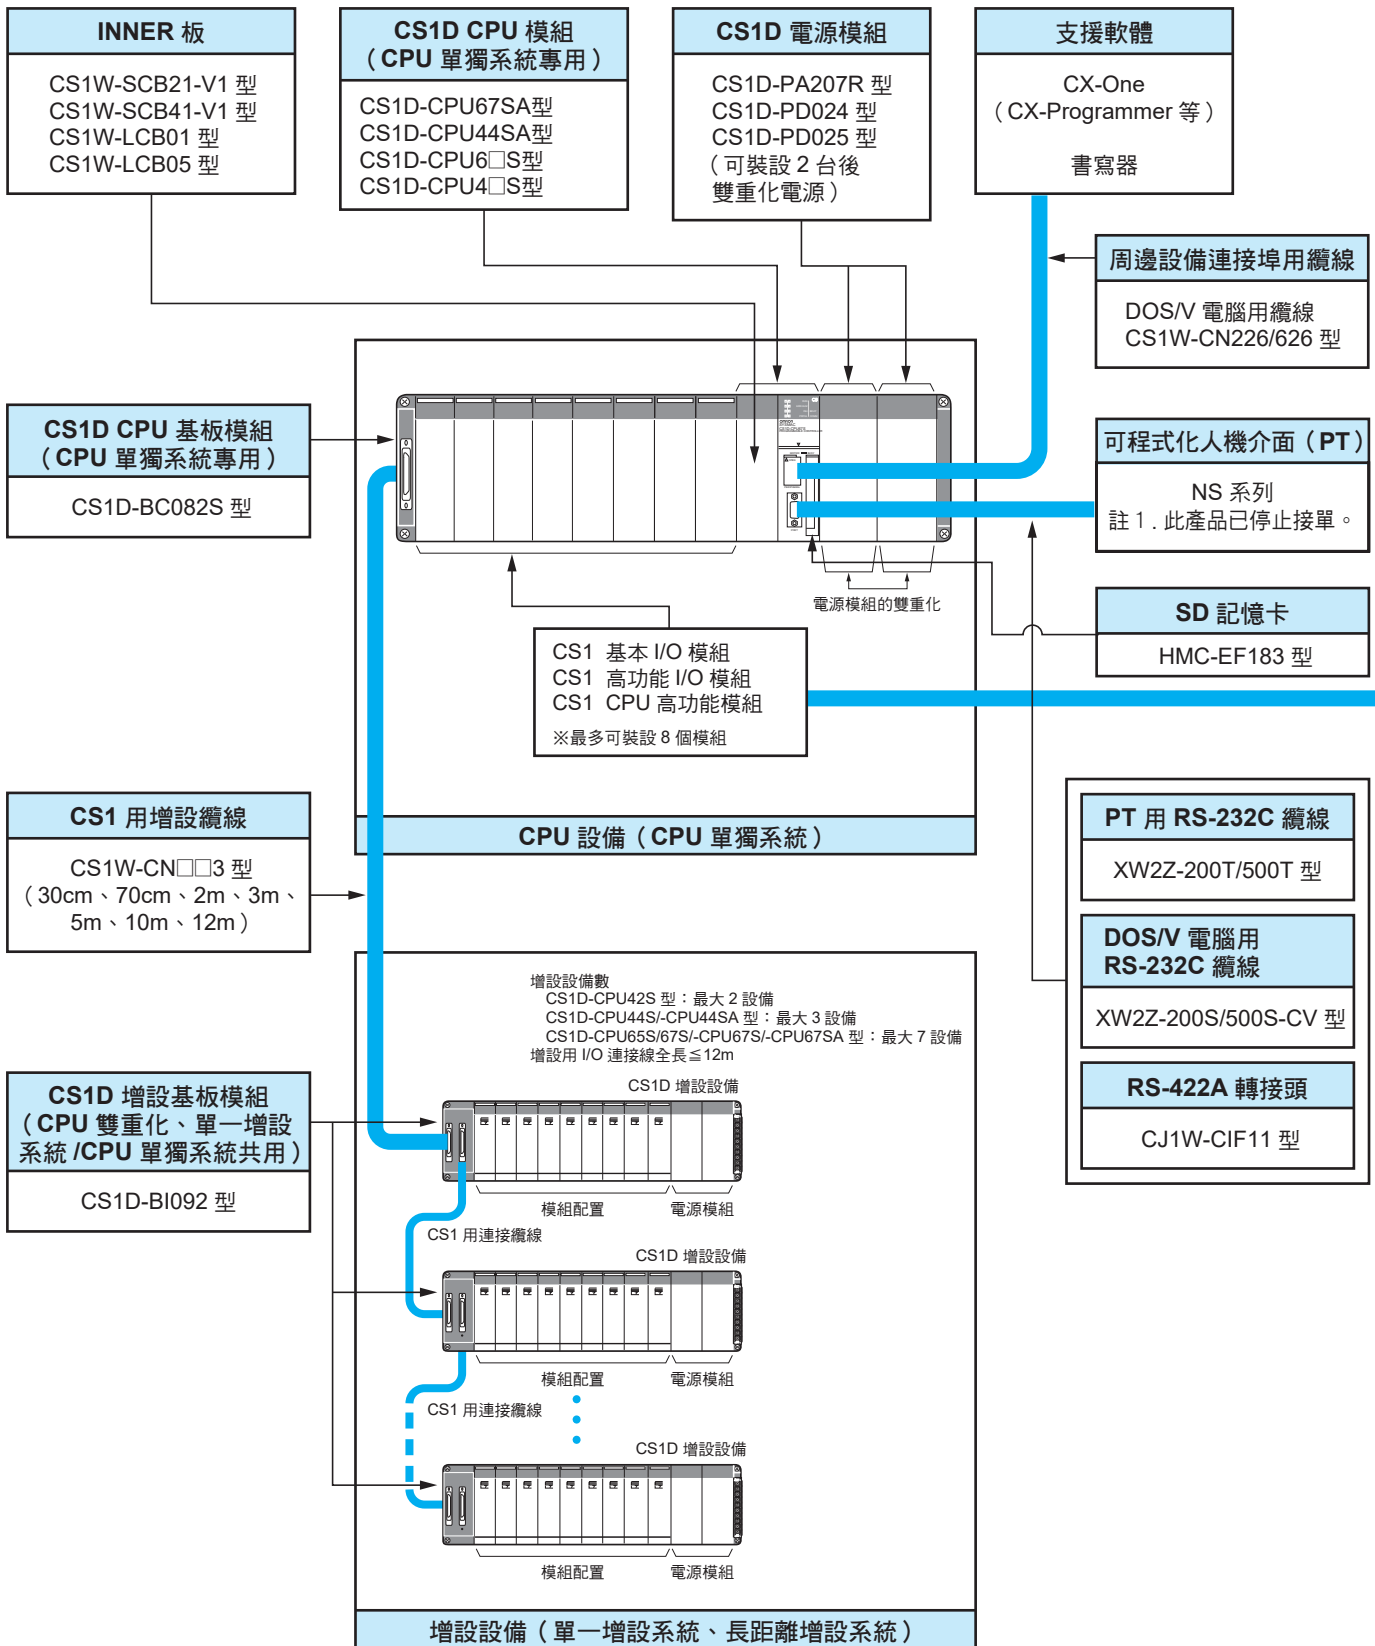 INNER 板
CS1W-SCB21-V1 型
CS1W-SCB41-V1 型
CS1W-LCB01 型
CS1W-LCB05 型
CS1D CPU 模組
（CPU 單獨系統專用）
CS1D-CPU67SA型
CS1D-CPU44SA型
CS1D-CPU6□S型
CS1D-CPU4□S型
CS1D 電源模組
CS1D-PA207R 型
CS1D-PD024 型
CS1D-PD025 型
（可裝設 2 台後
雙重化電源）
支援軟體
CX-One
（CX-Programmer 等）
書寫器
周邊設備連接埠用纜線
DOS/V 電腦用纜線
CS1W-CN226/626 型
CS1D CPU 基板模組
（CPU 單獨系統專用）
CS1D-BC082S 型
可程式化人機介面（PT）
NS 系列
註 1 . 此產品已停止接單。
電源模組的雙重化
SD 記憶卡
HMC-EF183 型
CS1 基本 I/O 模組
CS1 高功能 I/O 模組
CS1 CPU 高功能模組
※最多可裝設 8 個模組
CPU 設備（CPU 單獨系統）
CS1 用增設纜線
CS1W-CN□□3 型
（30cm、70cm、2m、3m、
5m、10m、12m）
PT 用 RS-232C 纜線
XW2Z-200T/500T 型
DOS/V 電腦用
RS-232C 纜線
XW2Z-200S/500S-CV 型
RS-422A 轉接頭
CJ1W-CIF11 型
增設設備數
CS1D-CPU42S 型：最大 2 設備
CS1D-CPU44S/-CPU44SA 型：最大 3 設備
CS1D-CPU65S/67S/-CPU67S/-CPU67SA 型：最大 7 設備
增設用 I/O 連接線全長≦12m
CS1D 增設基板模組
（CPU 雙重化、單一增設
系統 /CPU 單獨系統共用）
CS1D-BI092 型
CS1D 增設設備
模組配置
電源模組
CS1 用連接纜線
CS1D 增設設備
模組配置
電源模組
CS1 用連接纜線
CS1D 增設設備
模組配置
電源模組
增設設備（單一增設系統、長距離增設系統）